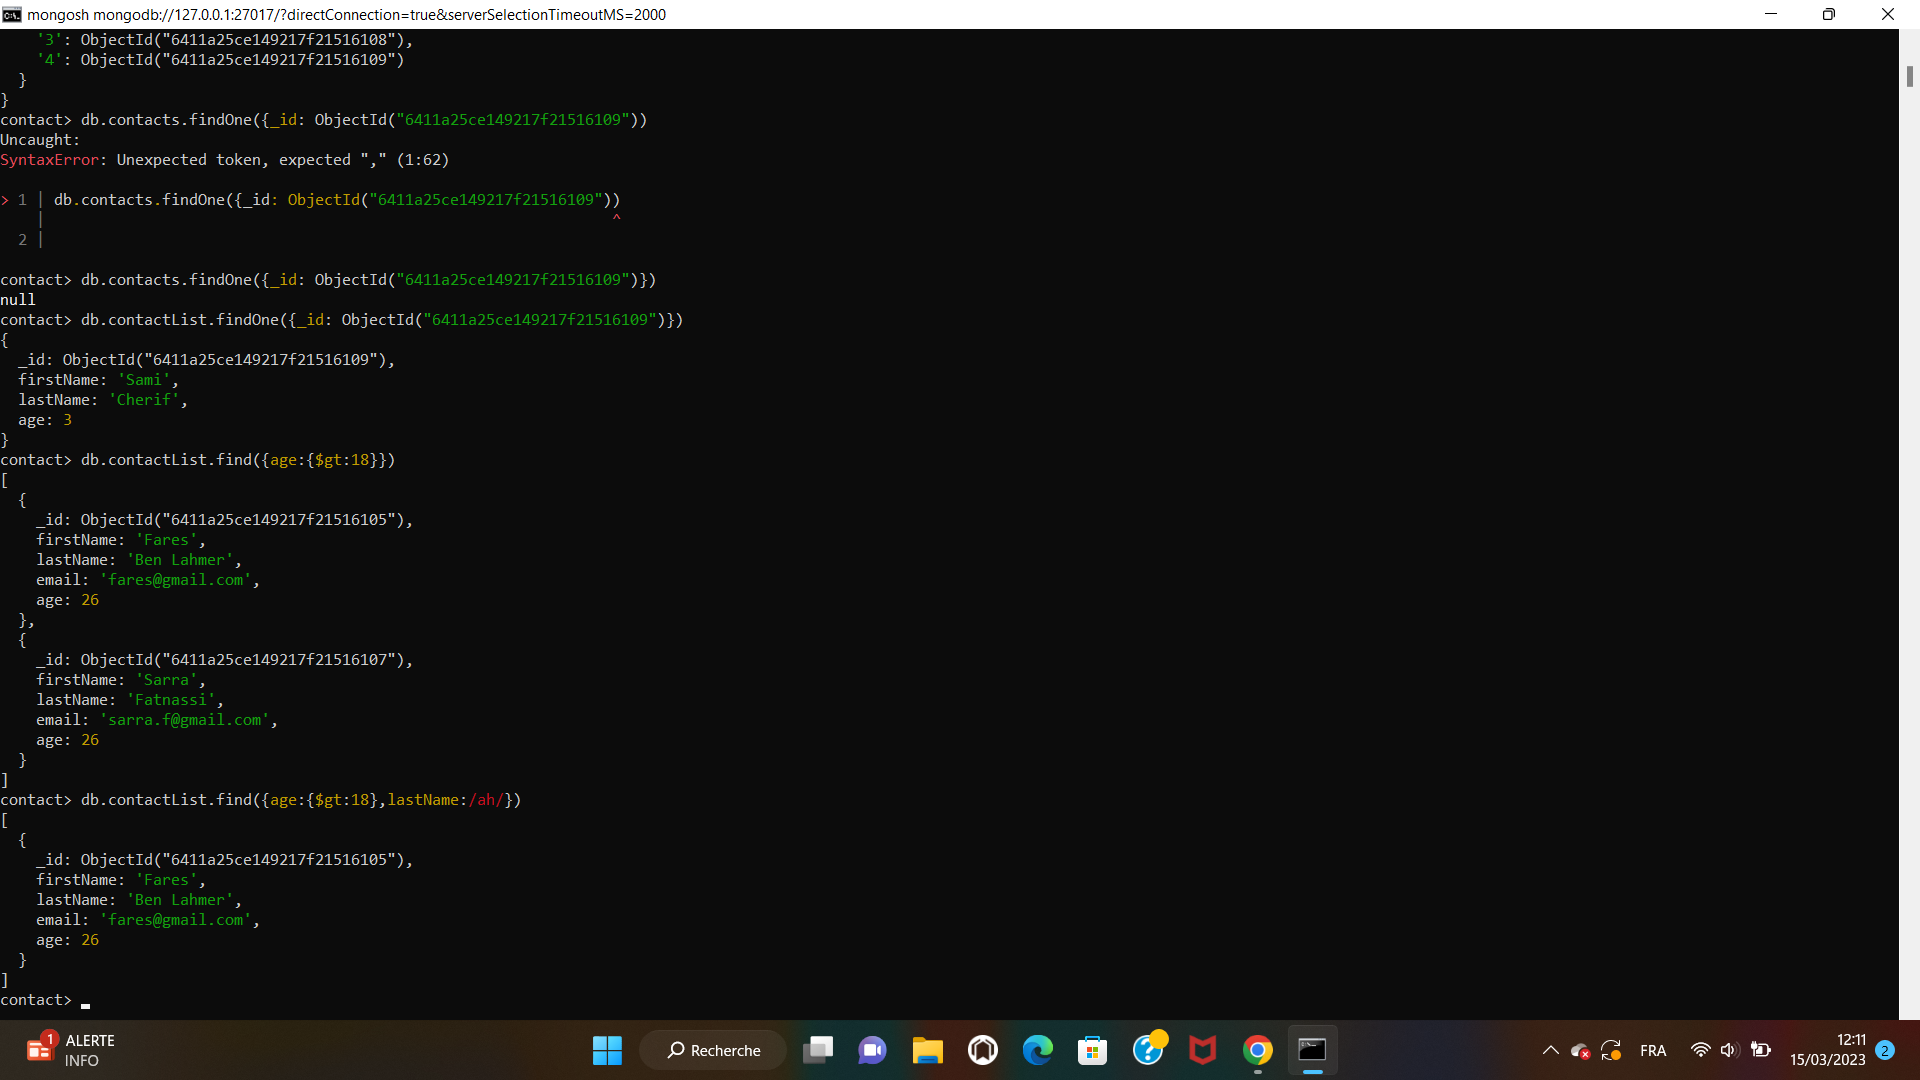 mongosh mongodb://127.0.0.1:27017/?directConnection=true&serverSelectionTimeoutMS=2000
    '3': ObjectId("6411a25ce149217f21516108"),
    '4': ObjectId("6411a25ce149217f21516109")
  }
}
contact> db.contacts.findOne({_id: ObjectId("6411a25ce149217f21516109"))
Uncaught:
SyntaxError: Unexpected token, expected "," (1:62)
> 1 | db.contacts.findOne({_id: ObjectId("6411a25ce149217f21516109"))
    |                                                               ^
  2 |
contact> db.contacts.findOne({_id: ObjectId("6411a25ce149217f21516109")})
null
contact> db.contactList.findOne({_id: ObjectId("6411a25ce149217f21516109")})
{
  _id: ObjectId("6411a25ce149217f21516109"),
  firstName: 'Sami',
  lastName: 'Cherif',
  age: 3
}
contact> db.contactList.find({age:{$gt:18}})
[
  {
    _id: ObjectId("6411a25ce149217f21516105"),
    firstName: 'Fares',
    lastName: 'Ben Lahmer',
    email: 'fares@gmail.com',
    age: 26
  },
  {
    _id: ObjectId("6411a25ce149217f21516107"),
    firstName: 'Sarra',
    lastName: 'Fatnassi',
    email: 'sarra.f@gmail.com',
    age: 26
  }
]
contact> db.contactList.find({age:{$gt:18},lastName:/ah/})
[
  {
    _id: ObjectId("6411a25ce149217f21516105"),
    firstName: 'Fares',
    lastName: 'Ben Lahmer',
    email: 'fares@gmail.com',
    age: 26
  }
]
contact>
1
ALERTE
INFO
Recherche
FRA
12:11
15/03/2023
2